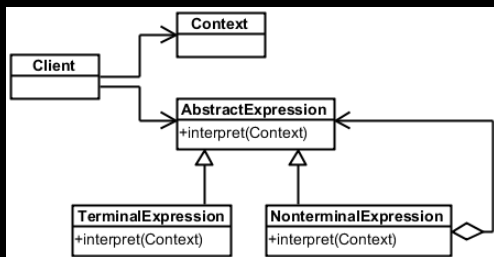 Context
Client
AbstractExpression
+interpret(Context)
TerminalExpression
+interpret(Context)
NonterminalExpression
+interpret(Context)